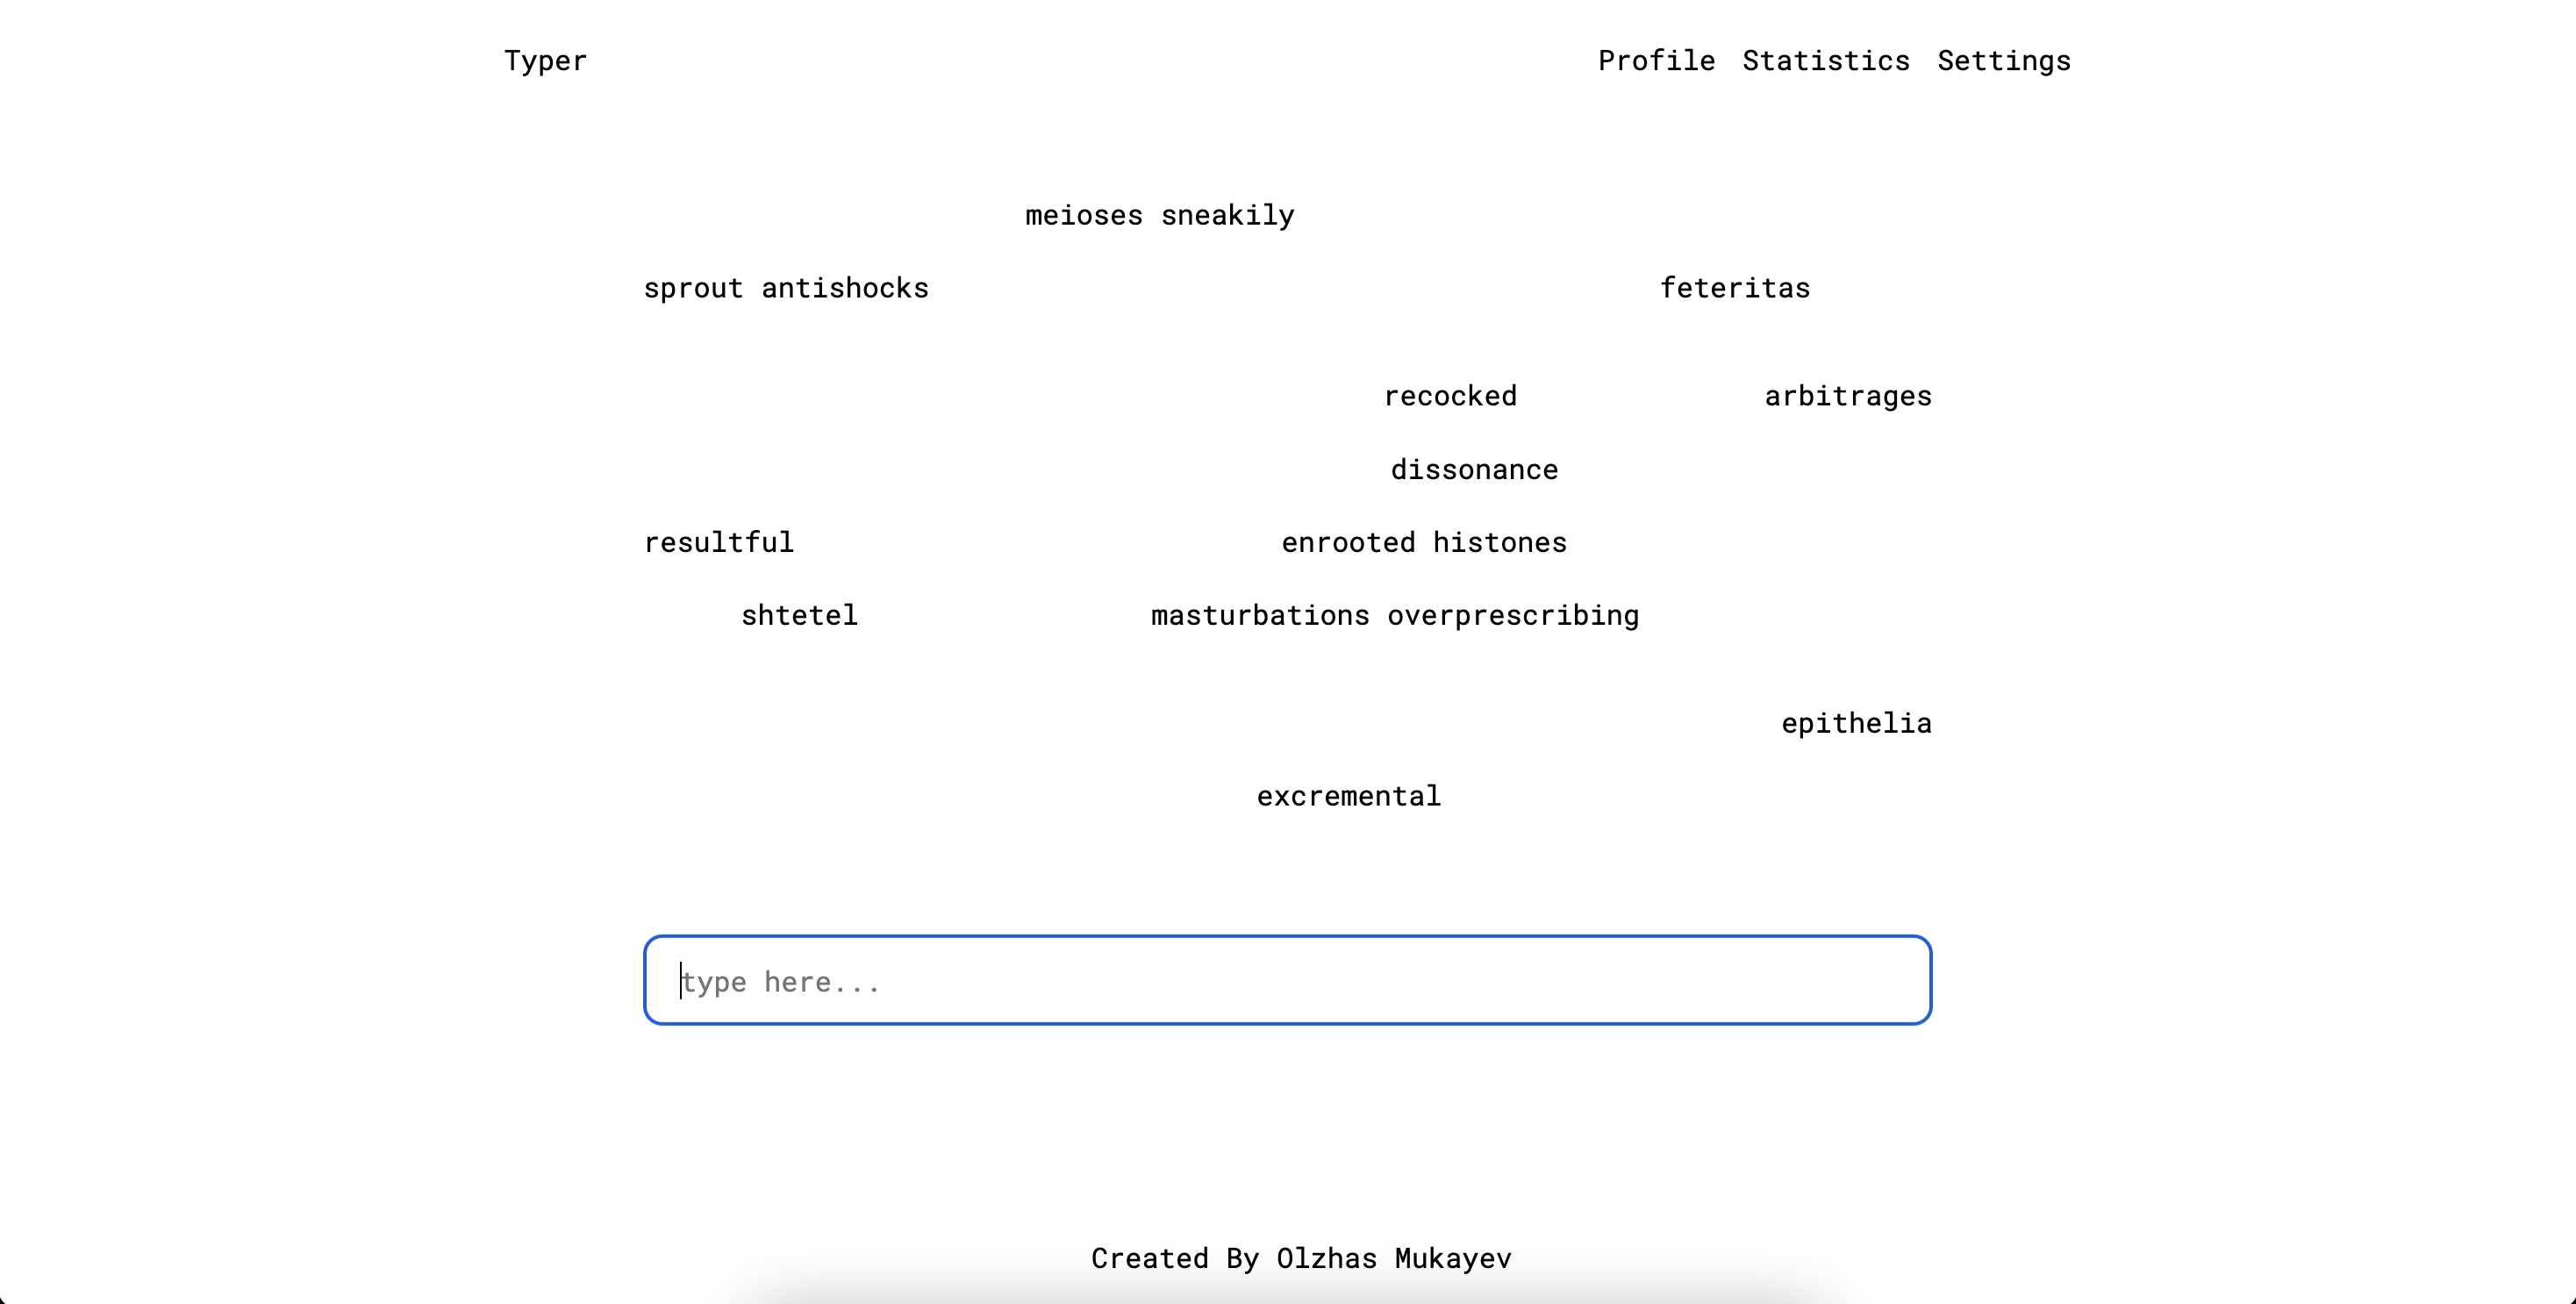 Typer Profile Statistics Settings
meioses sneakily
sprout antishocks feteritas
recocked arbitrages
dissonance
resultful enrooted histones
shtetel masturbations overprescribing
epithelia
excremental
type here...
Created By Olzhas Mukayev